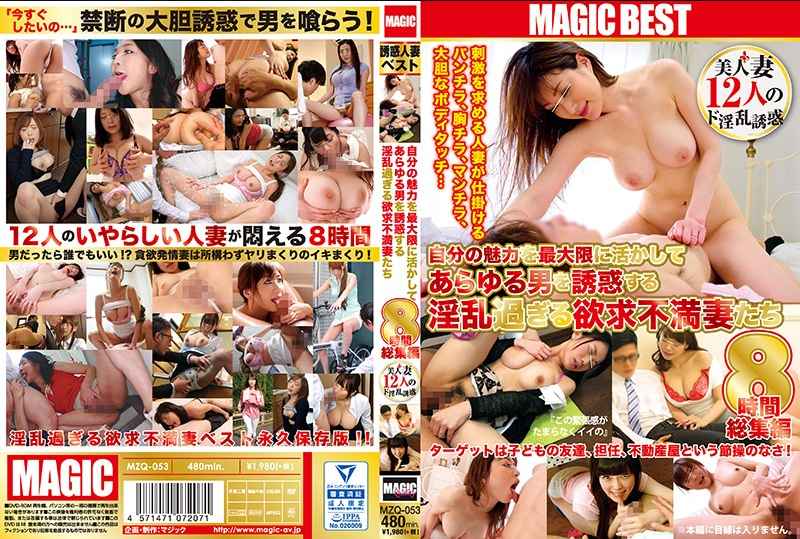 「今すぐしたいの…」禁断の大胆誘惑で男を喰らう!
12人のいやらしい人妻が悶える8時間
男だったら誰でもいい!?貪欲発情妻は所構わずヤリまくりのイキまくり!
淫乱過ぎる欲求不満妻ベスト永久保存版!!
MAGIC
MZQ-053
480min.
¥1,980(+税)
4 571471 072071
企画・製作:マジック
審査済証
成人指定
IPPA
No.020009
http://www.magic-av.jp/
MAGIC
誘惑人妻
ベスト
自分の魅力を最大限に活かして
あらゆる男を誘惑する
淫乱過ぎる欲求不満妻たち
8時間
総集編
美人妻
12人の
ド淫乱誘惑
MAGIC
MZQ-053
480min.
¥1,980(+税)
MAGIC BEST
美人妻
12人の
ド淫乱誘惑
刺激を求める人妻が仕掛ける
パンチラ、胸チラ、マンチラ、
大胆なボディタッチ…
自分の魅力を最大限に活かして
あらゆる男を誘惑する
淫乱過ぎる欲求不満妻たち
8時間
総集編
『この緊張感が
たまらなくイイの』
ターゲットは子どもの友達、担任、不動産屋という節操のなさ!
※本編に目線は入りません。